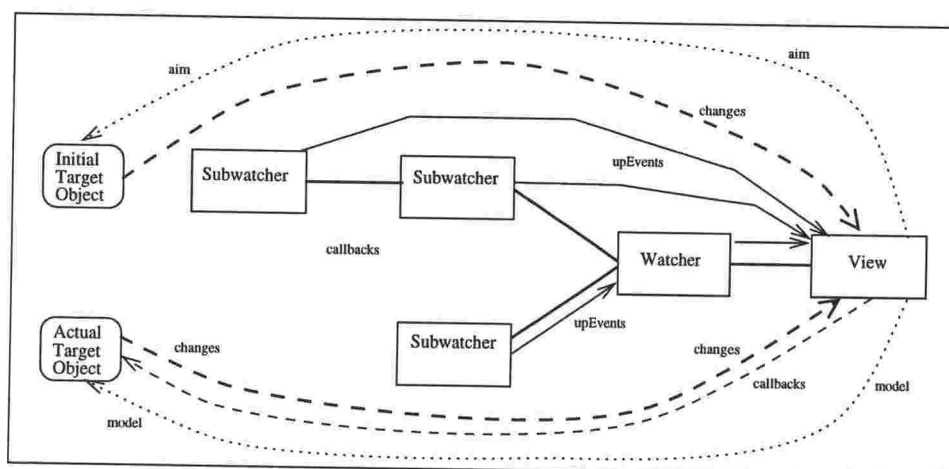 aim
aim
changes
Initial
Target
Object
Subwatcher
Subwatcher
upEvents
callbacks
Watcher
View
Actual
Target
Object
changes
Subwatcher
upEvents
changes
callbacks
model
model